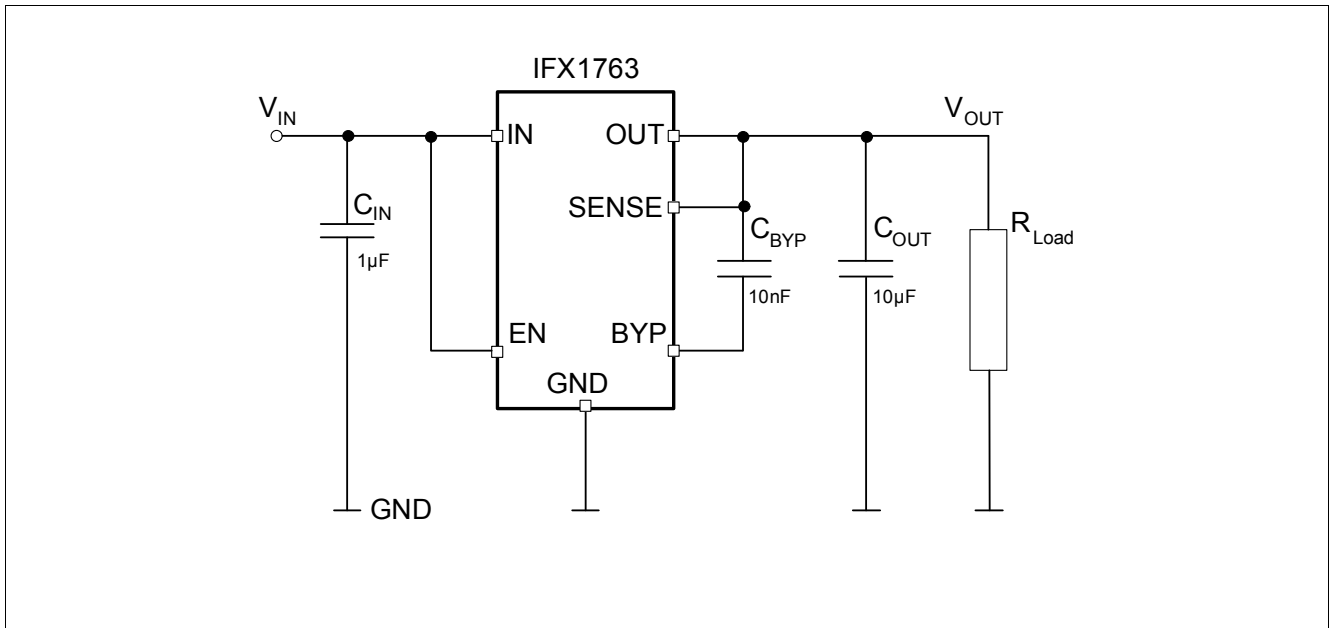 IFX1763
V_IN
V_OUT
IN
OUT
SENSE
C_IN
1µF
C_BYP
10nF
C_OUT
10µF
R_Load
EN
BYP
GND
GND